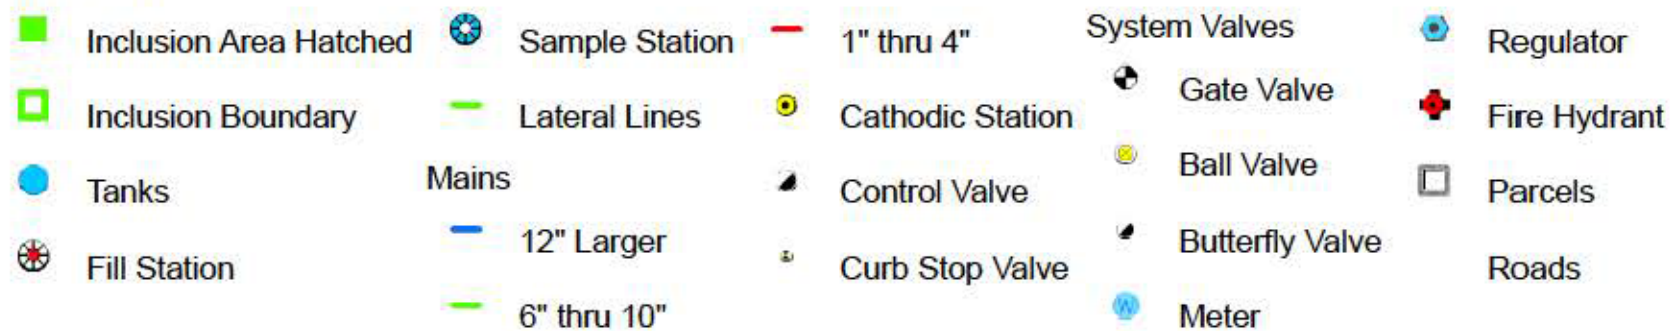 Inclusion Area Hatched
Inclusion Boundary
Tanks
Fill Station
Sample Station
Lateral Lines
Mains
12" Larger
6" thru 10"
1" thru 4"
Cathodic Station
Control Valve
Curb Stop Valve
System Valves
Gate Valve
Ball Valve
Butterfly Valve
Meter
Regulator
Fire Hydrant
Parcels
Roads